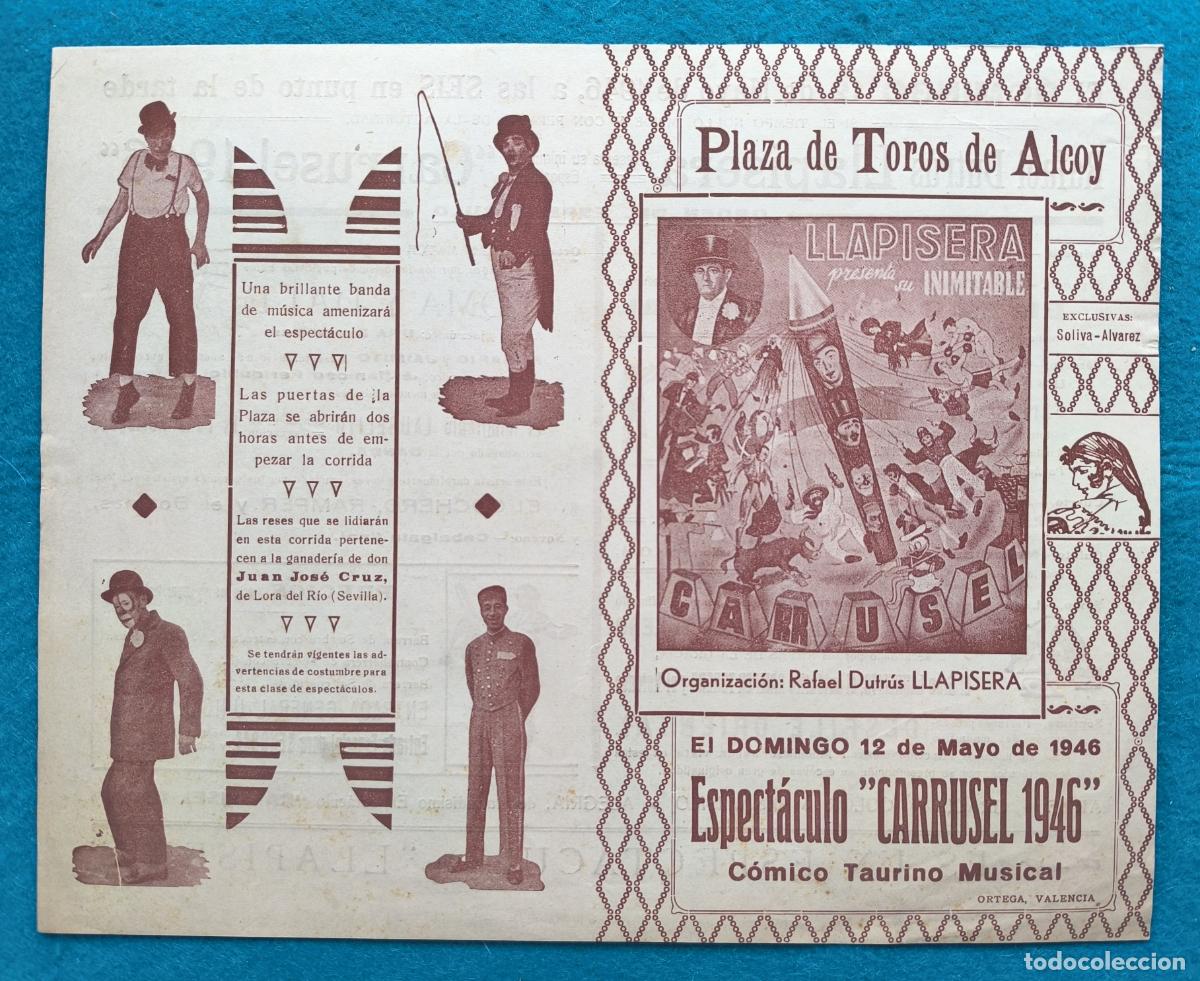 Una brillante banda
de música amenizará
el espectáculo
Las puertas de la
Plaza se abrirán dos
horas antes de em-
pezar la corrida
Las reses que se lidiarán
en esta corrida pertene-
cen a la ganadería de don
Juan José Cruz,
de Lora del Río (Sevilla).
Se tendrán vigentes las ad-
vertencias de costumbre para
esta clase de espectáculos.
Plaza de Toros de Alcoy
LLAPISERA
presenta
su INIMITABLE
CARRUSEL
EXCLUSIVAS:
Soliva-Alvarez
Organización: Rafael Dutrús LLAPISERA
El DOMINGO 12 de Mayo de 1946
Espectáculo "CARRUSEL 1946"
Cómico Taurino Musical
ORTEGA, VALENCIA
todocoleccion